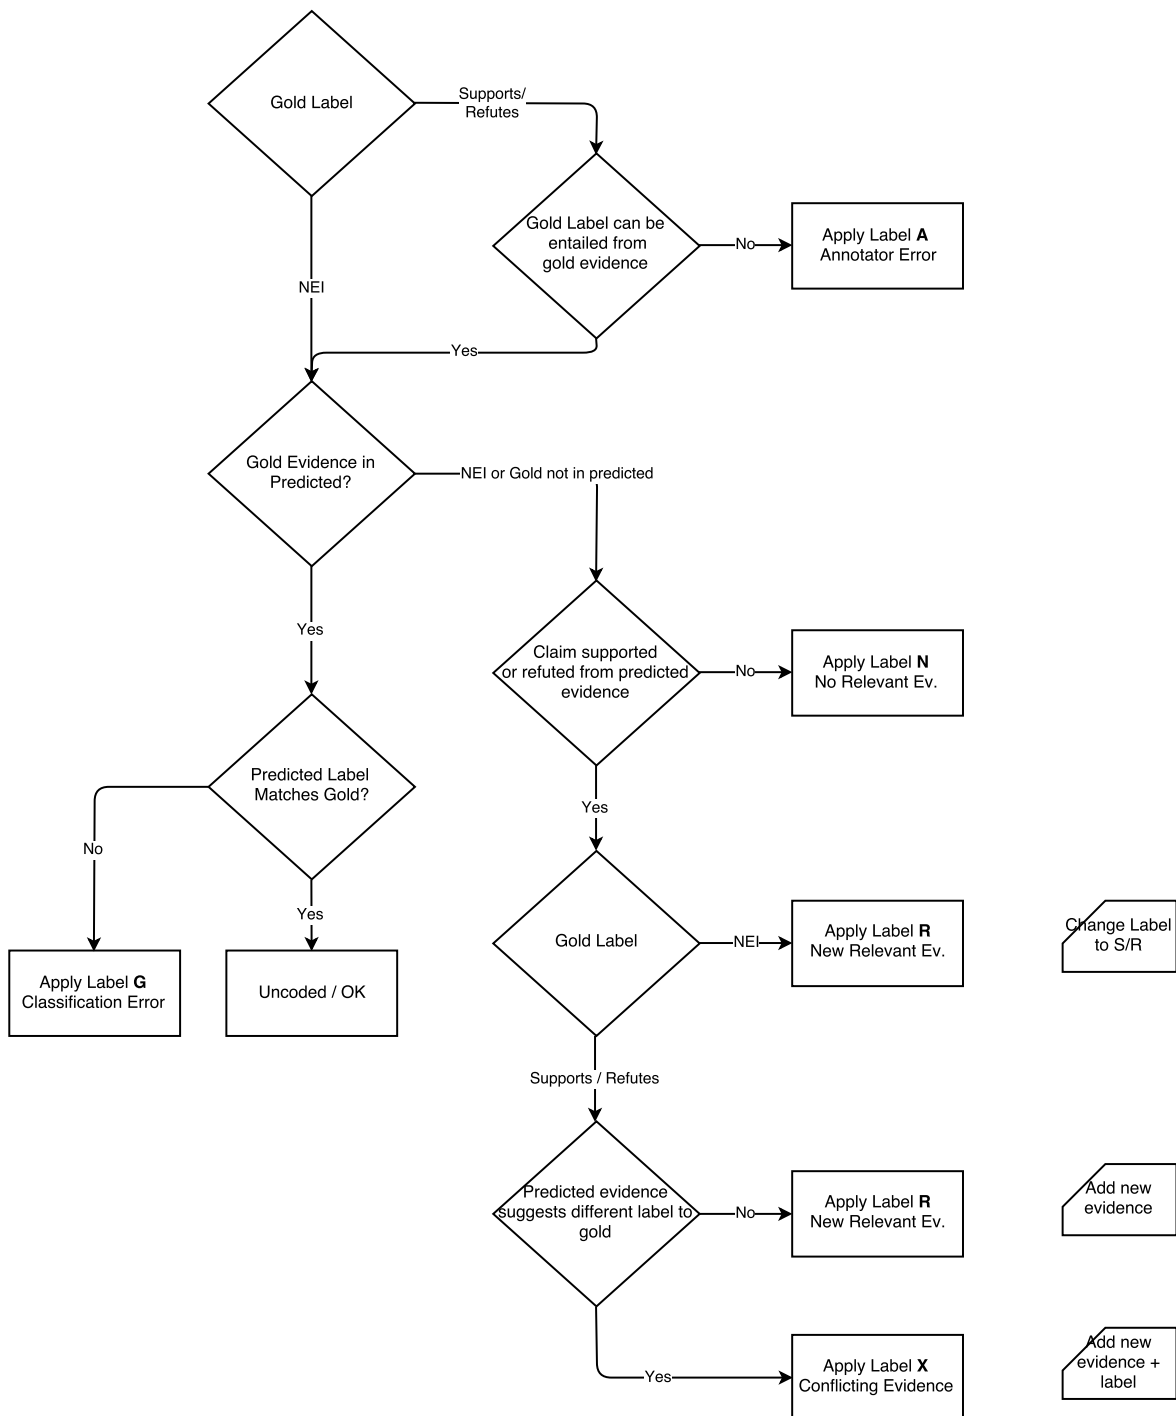 Gold Label
Supports/
Refutes
Gold Label can be
entailed from
gold evidence
No
Apply Label A
Annotator Error
NEI
Yes
Gold Evidence in
Predicted?
NEI or Gold not in predicted
Yes
Claim supported
or refuted from predicted
evidence
No
Apply Label N
No Relevant Ev.
Predicted Label
Matches Gold?
Yes
No
Yes
Gold Label
NEI
Apply Label R
New Relevant Ev.
Change Label
to S/R
Apply Label G
Classification Error
Uncoded / OK
Supports / Refutes
Predicted evidence
suggests different label to
gold
No
Apply Label R
New Relevant Ev.
Add new
evidence
Yes
Apply Label X
Conflicting Evidence
Add new
evidence +
label